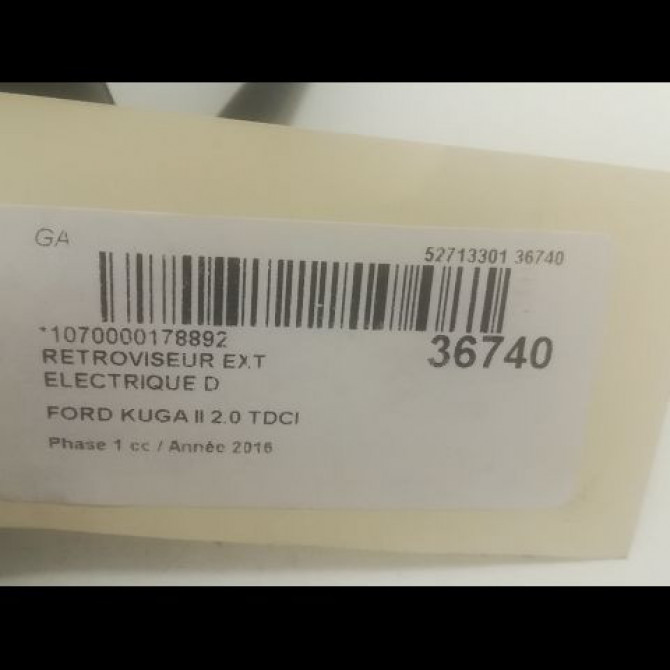 GA
52713301 36740
*1070000178892
36740
RETROVISEUR EXT
ELECTRIQUE D
FORD KUGA II 2.0 TDCI
Phase 1 cc / Année 2016